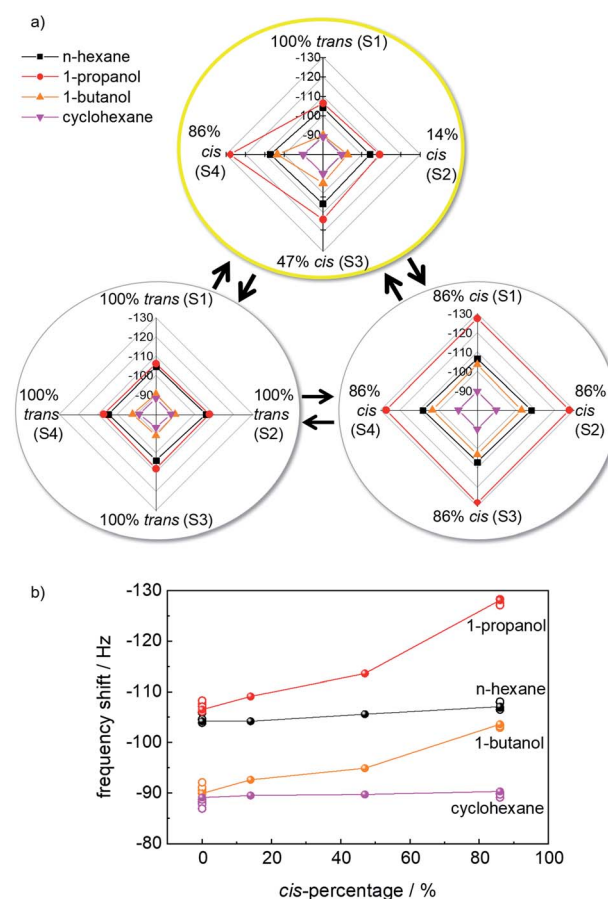 a)
n-hexane
1-propanol
1-butanol
cyclohexane
100% trans (S1)
-130
-120
-110
-100
-90
86%
cis
(S4)
14%
cis
(S2)
47% cis (S3)
100% trans (S1)
-130
-120
-110
-100
-90
100%
trans
(S4)
100%
trans
(S2)
100% trans (S3)
86% cis (S1)
-130
-120
-110
-100
-90
86%
cis
(S4)
86%
cis
(S2)
86% cis (S3)
b)
-130
-120
-110
-100
-90
-80
frequency shift / Hz
1-propanol
n-hexane
1-butanol
cyclohexane
0 20 40 60 80 100
cis-percentage / %